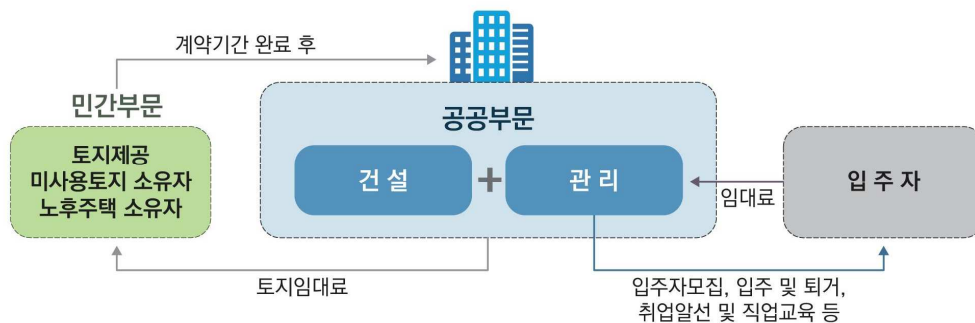 계약기간 완료 후
민간부문
토지제공
미사용토지 소유자
노후주택 소유자
공공부문
건 설
+
관 리
임대료
입 주 자
토지임대료
입주자모집, 입주 및 퇴거,
취업알선 및 직업교육 등